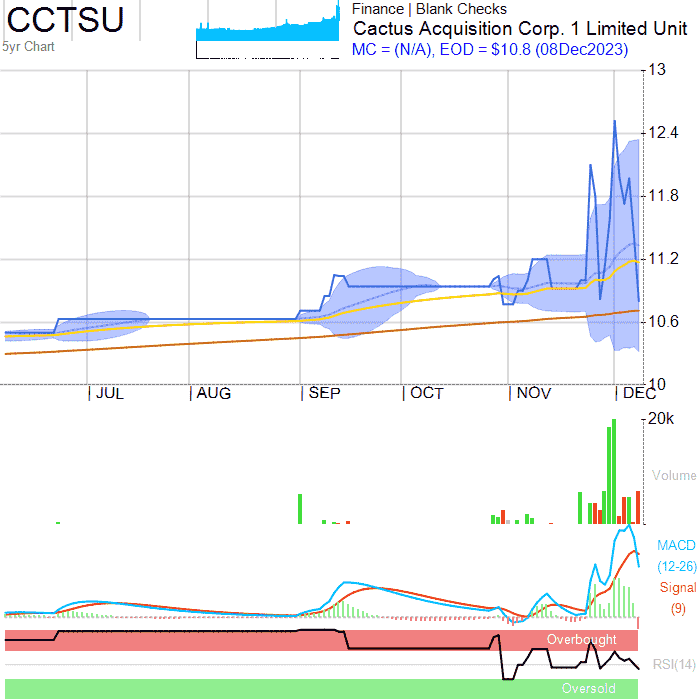 CCTSU
5yr Chart
Finance | Blank Checks
Cactus Acquisition Corp. 1 Limited Unit
MC = (N/A), EOD = $10.8 (08Dec2023)
13
12.4
11.8
11.2
10.6
10
JUL AUG SEP OCT NOV DEC
20k
Volume
MACD
(12-26)
Signal
(9)
Overbought
RSI(14)
Oversold